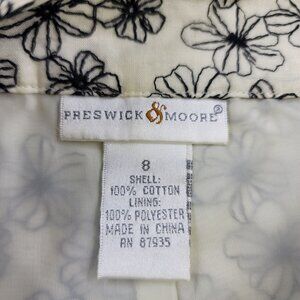 PRESWICK & MOORE®
8
SHELL:
100% COTTON
LINING:
100% POLYESTER
MADE IN CHINA
RN 87935